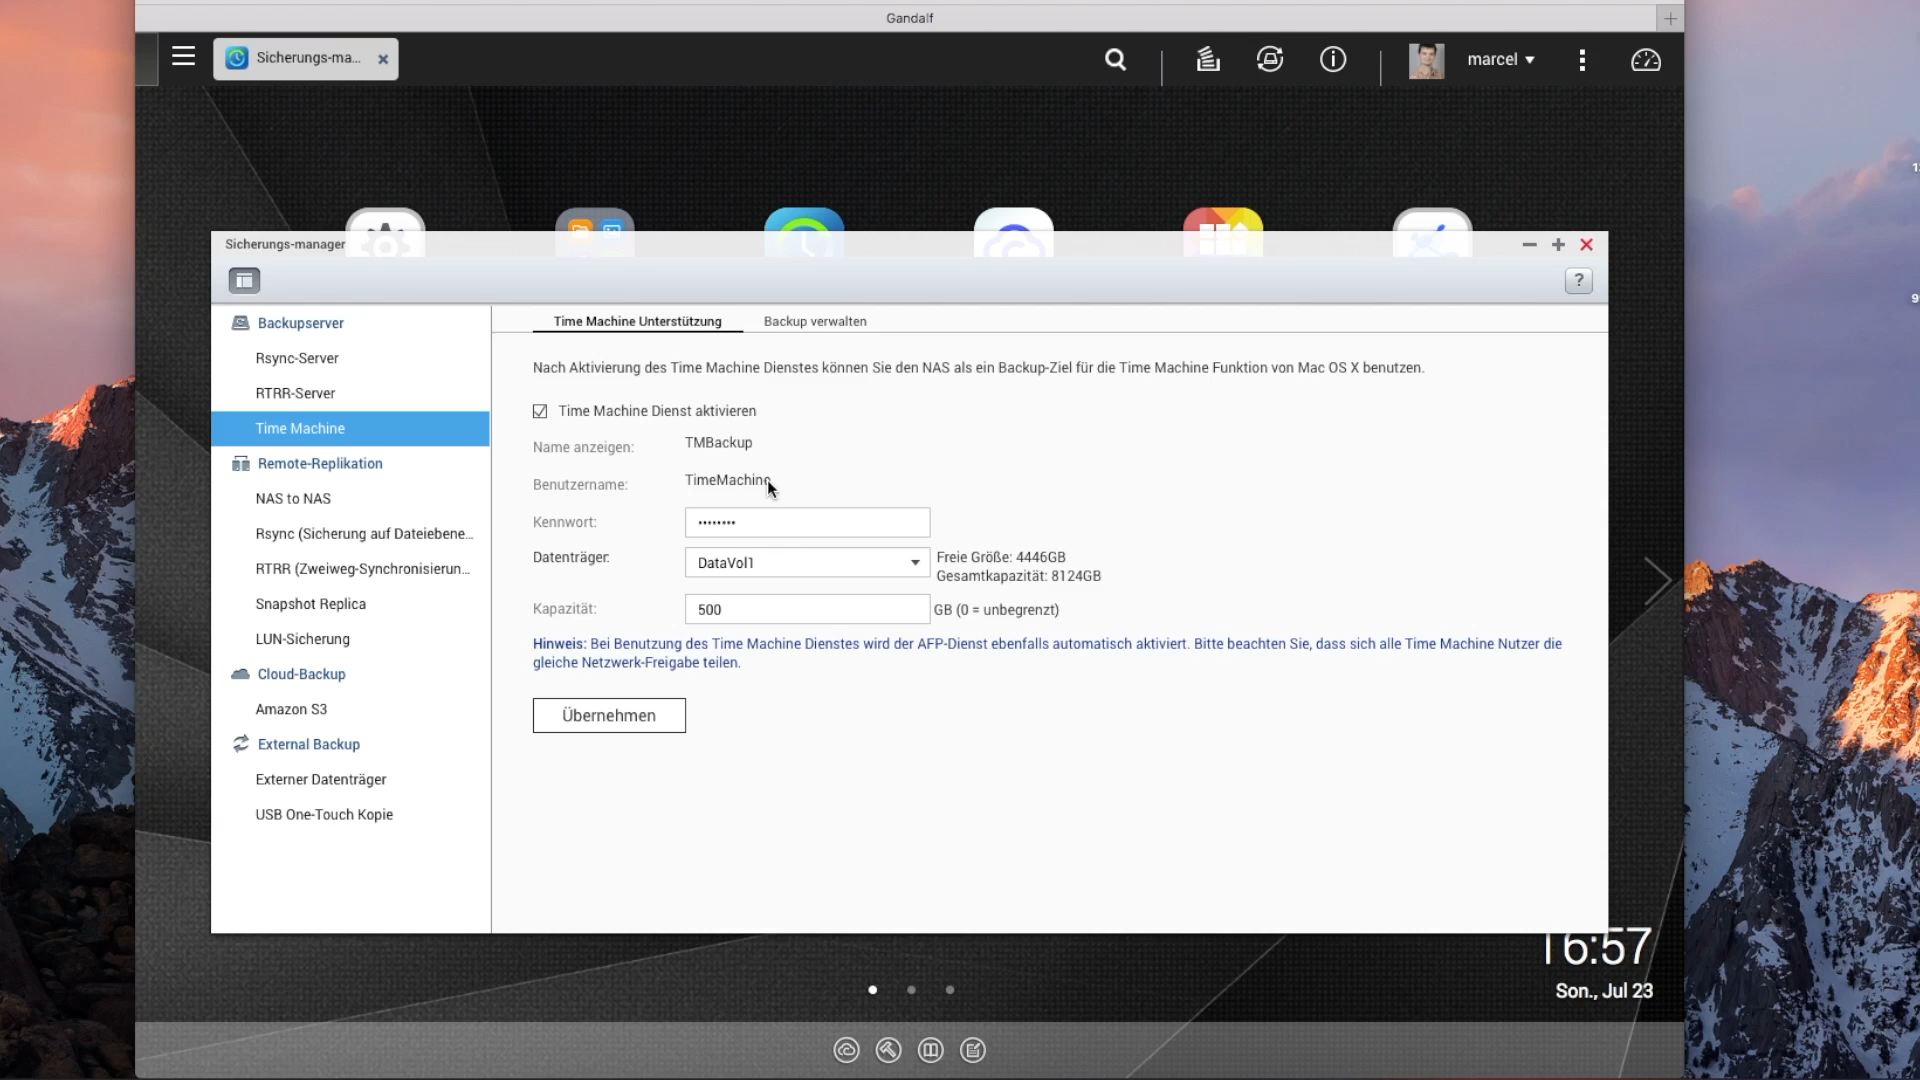 Gandalf
Sicherungs-ma...
marcel
Sicherungs-manager
?
Backupserver
Rsync-Server
RTRR-Server
Time Machine
Remote-Replikation
NAS to NAS
Rsync (Sicherung auf Dateiebene...
RTRR (Zweiweg-Synchronisierun...
Snapshot Replica
LUN-Sicherung
Cloud-Backup
Amazon S3
External Backup
Externer Datenträger
USB One-Touch Kopie
Time Machine Unterstützung
Backup verwalten
Nach Aktivierung des Time Machine Dienstes können Sie den NAS als ein Backup-Ziel für die Time Machine Funktion von Mac OS X benutzen.
Time Machine Dienst aktivieren
Name anzeigen: TMBackup
Benutzername: TimeMachine
Kennwort: ••••••••
Datenträger: DataVol1 Freie Größe: 4446GB
Gesamtkapazität: 8124GB
Kapazität: 500 GB (0 = unbegrenzt)
Hinweis: Bei Benutzung des Time Machine Dienstes wird der AFP-Dienst ebenfalls automatisch aktiviert. Bitte beachten Sie, dass sich alle Time Machine Nutzer die
gleiche Netzwerk-Freigabe teilen.
Übernehmen
16:57
Son., Jul 23